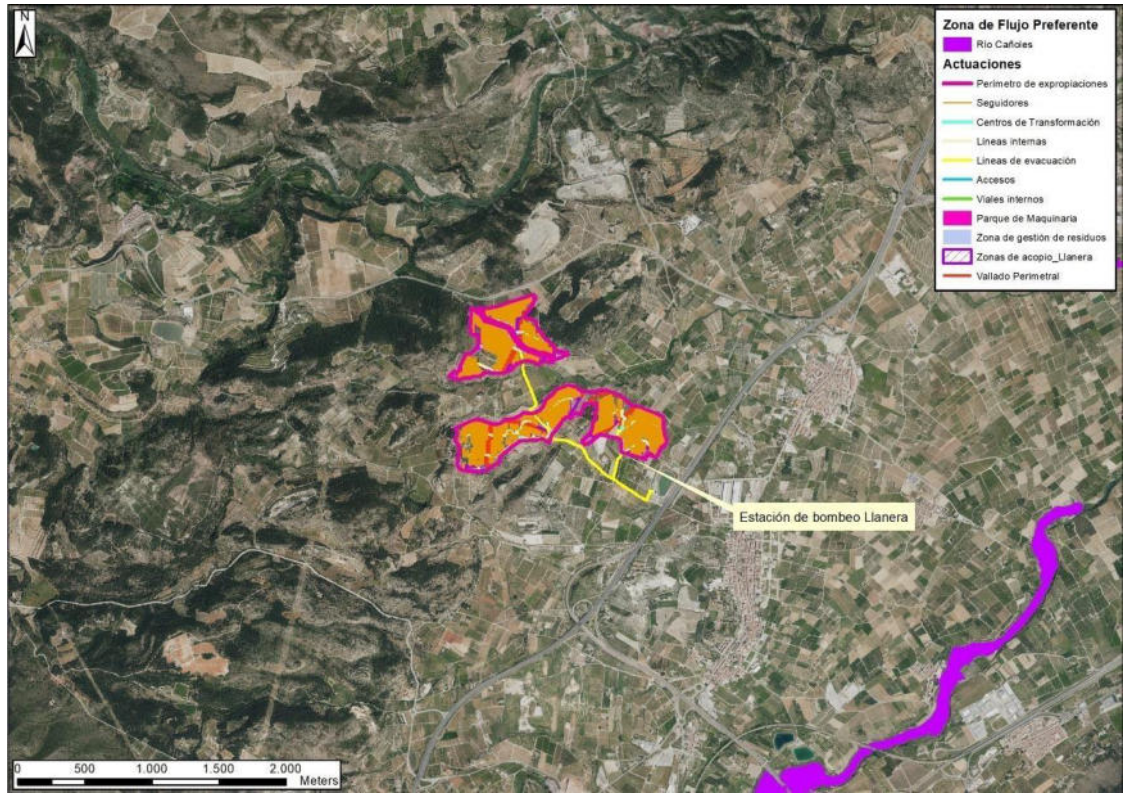 N
Zona de Flujo Preferente
Río Cañoles
Actuaciones
Perímetro de expropiaciones
Seguidores
Centros de Transformación
Líneas internas
Líneas de evacuación
Accesos
Viales internos
Parque de Maquinaria
Zona de gestión de residuos
Zonas de acopio_Llanera
Vallado Perimetral
Estación de bombeo Llanera
0 500 1.000 1.500 2.000
Meters